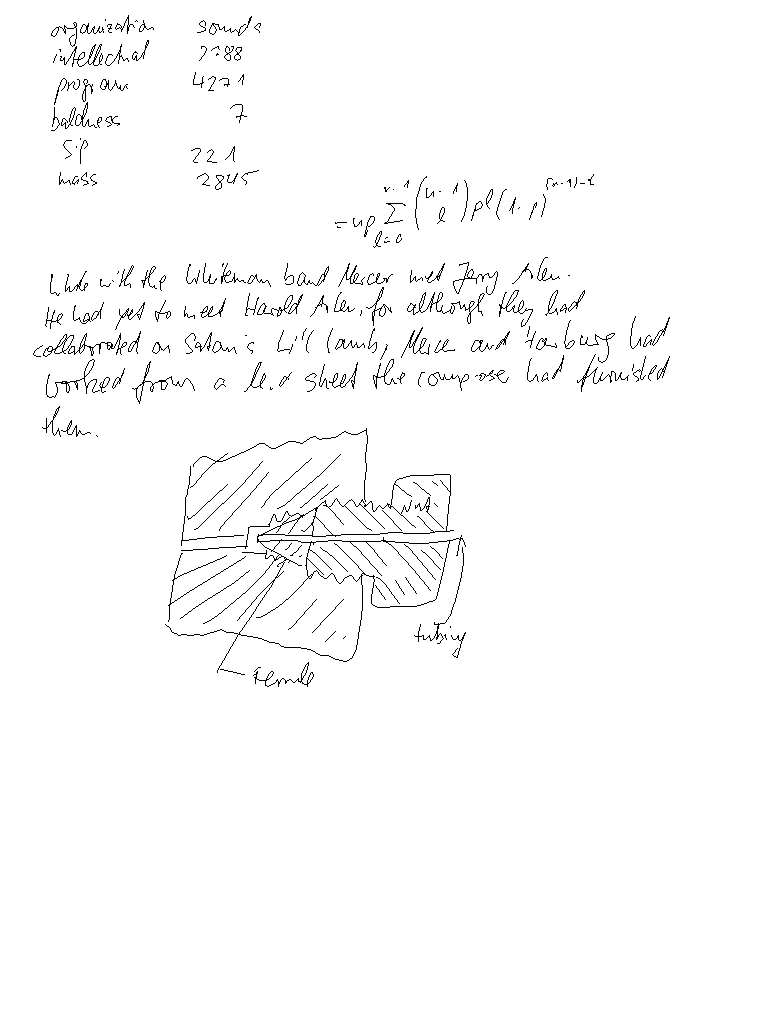 organization sounds
intellectual 7788
program 4271
baldness 7
sip 221
mass 2845
=np∑_{l=0}^{n-1} (n-1 l) p^l (1-p)^{(n-1)-l}
While with the Whiteman band Mercer met Jerry Arlen.
He had yet to meet Harold Arlen, for although they had
collaborated on Satan's Li'l Lamb, Mercer and Harburg had
worked from a lead sheet the composer had furnished
them.
Nut
tubing
Ferrule